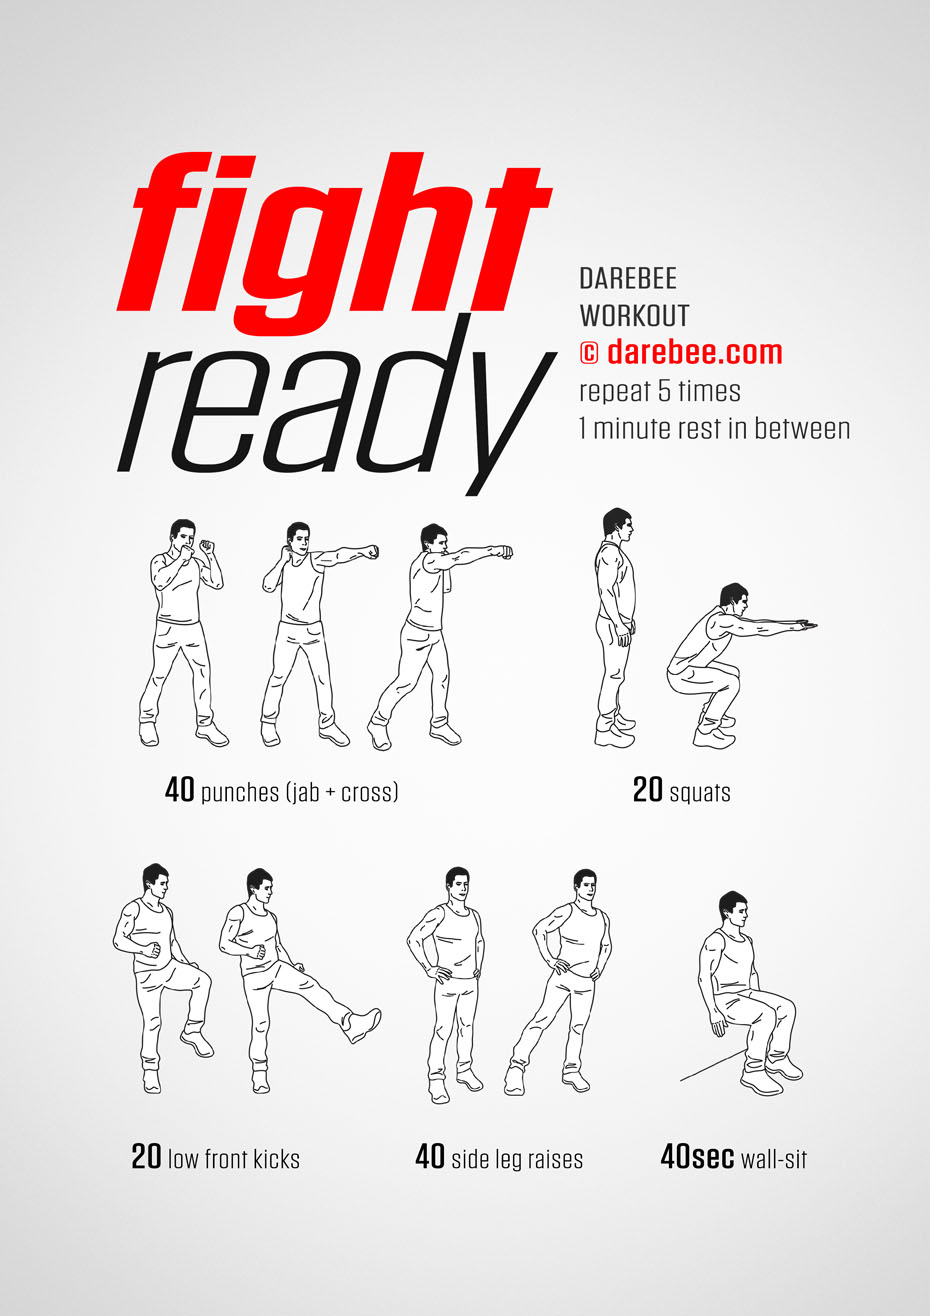 fight
ready
DAREBEE
WORKOUT
© darebee.com
repeat 5 times
1 minute rest in between
40 punches (jab + cross)
20 squats
20 low front kicks
40 side leg raises
40sec wall-sit